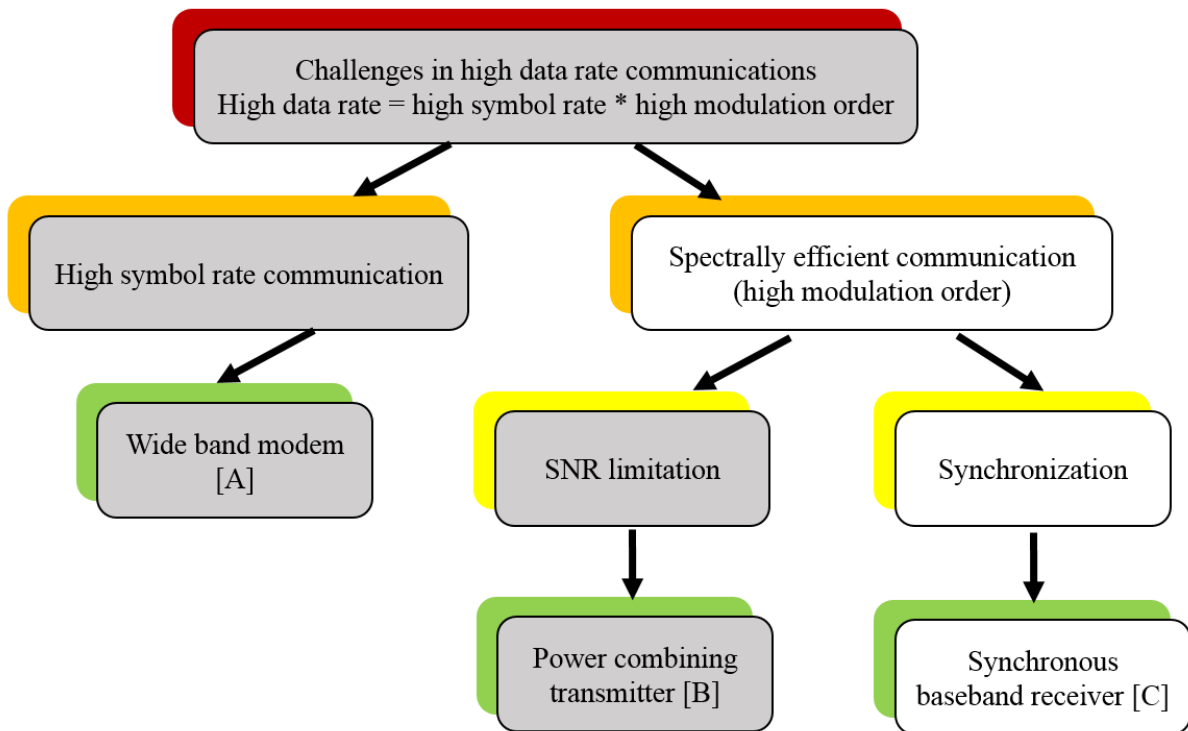 Challenges in high data rate communications
High data rate = high symbol rate * high modulation order
High symbol rate communication
Spectrally efficient communication
(high modulation order)
Wide band modem
[A]
SNR limitation
Synchronization
Power combining
transmitter [B]
Synchronous
baseband receiver [C]